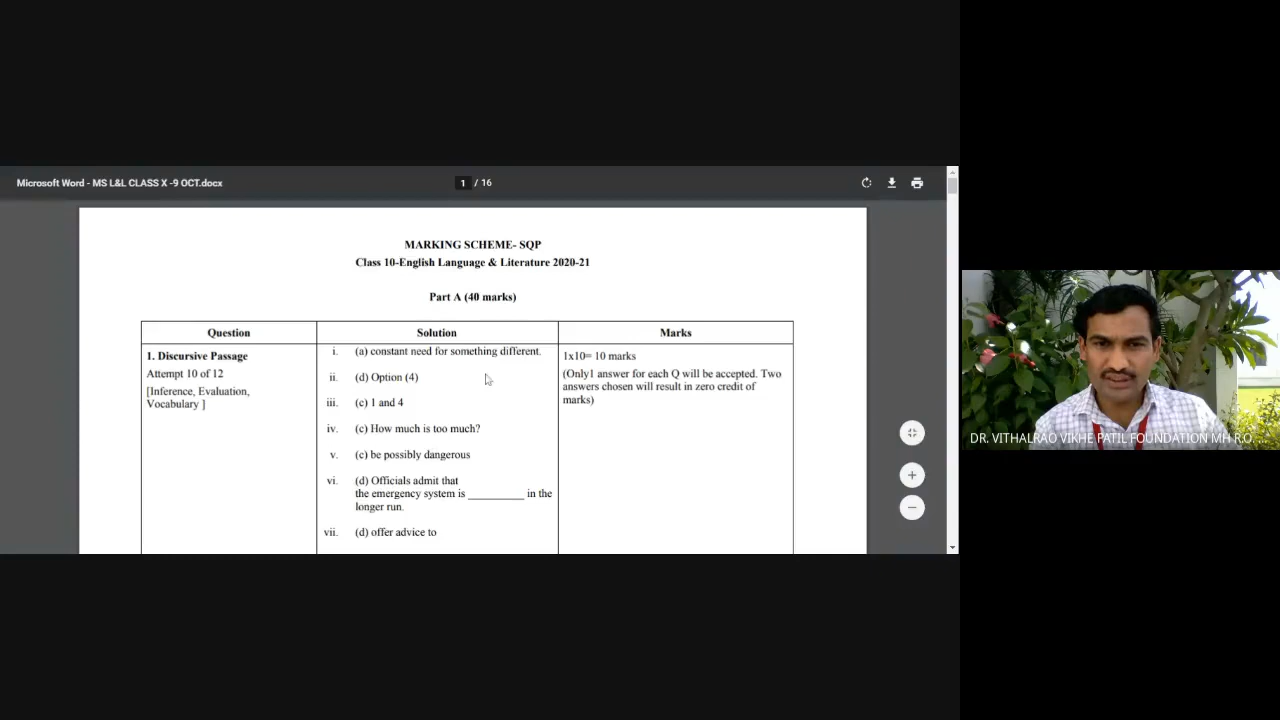 Microsoft Word - MS L&L CLASS X -9 OCT.docx
1 / 16
MARKING SCHEME- SQP
Class 10-English Language & Literature 2020-21
Part A (40 marks)
Question Solution Marks
1. Discursive Passage
Attempt 10 of 12
[Inference, Evaluation,
Vocabulary ]
i. (a) constant need for something different.
ii. (d) Option (4)
iii. (c) 1 and 4
iv. (c) How much is too much?
v. (c) be possibly dangerous
vi. (d) Officials admit that
the emergency system is __________ in the
longer run.
vii. (d) offer advice to
1x10= 10 marks
(Only1 answer for each Q will be accepted. Two
answers chosen will result in zero credit of
marks)
DR. VITHALRAO VIKHE PATIL FOUNDATION MH R.O. ...